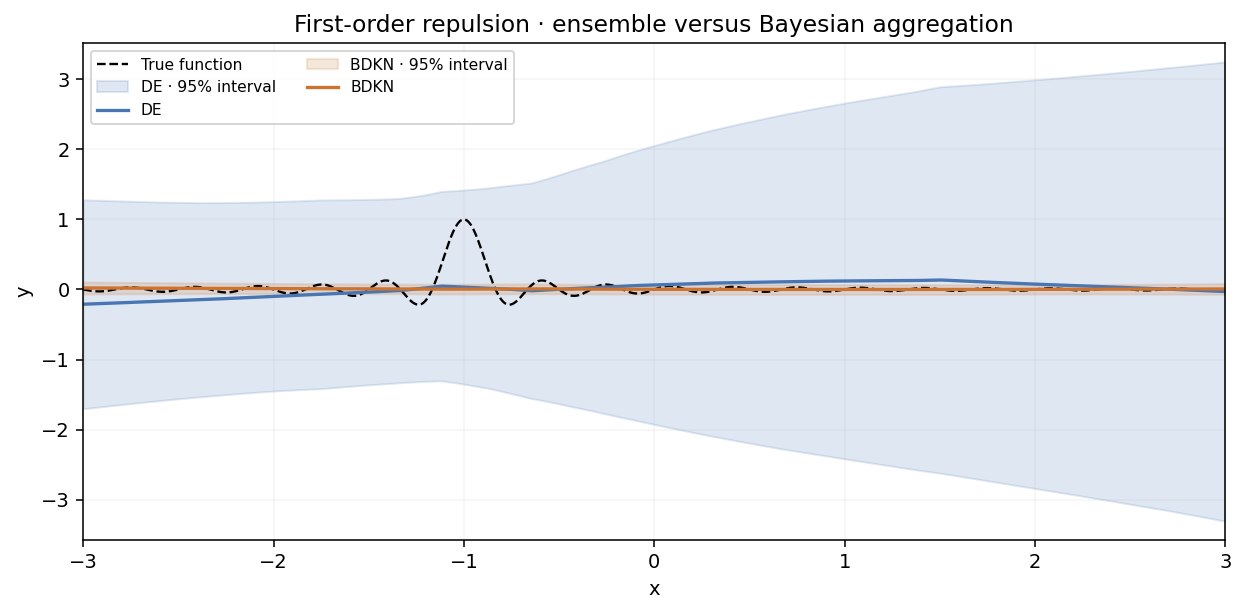 First-order repulsion · ensemble versus Bayesian aggregation
True function
DE · 95% interval
DE
BDKN · 95% interval
BDKN
y
3
2
1
0
−1
−2
−3
−3
−2
−1
0
1
2
3
x